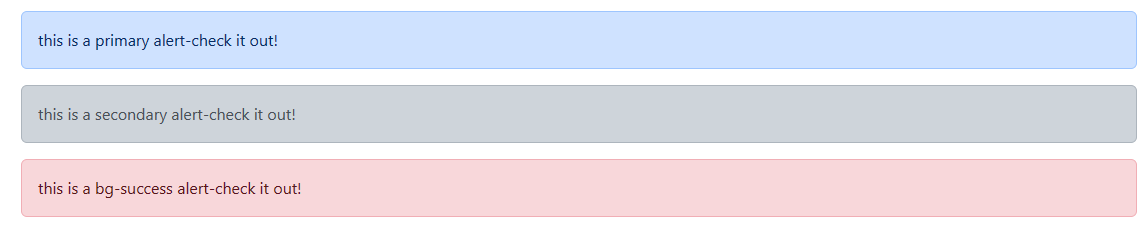 this is a primary alert-check it out!
this is a secondary alert-check it out!
this is a bg-success alert-check it out!